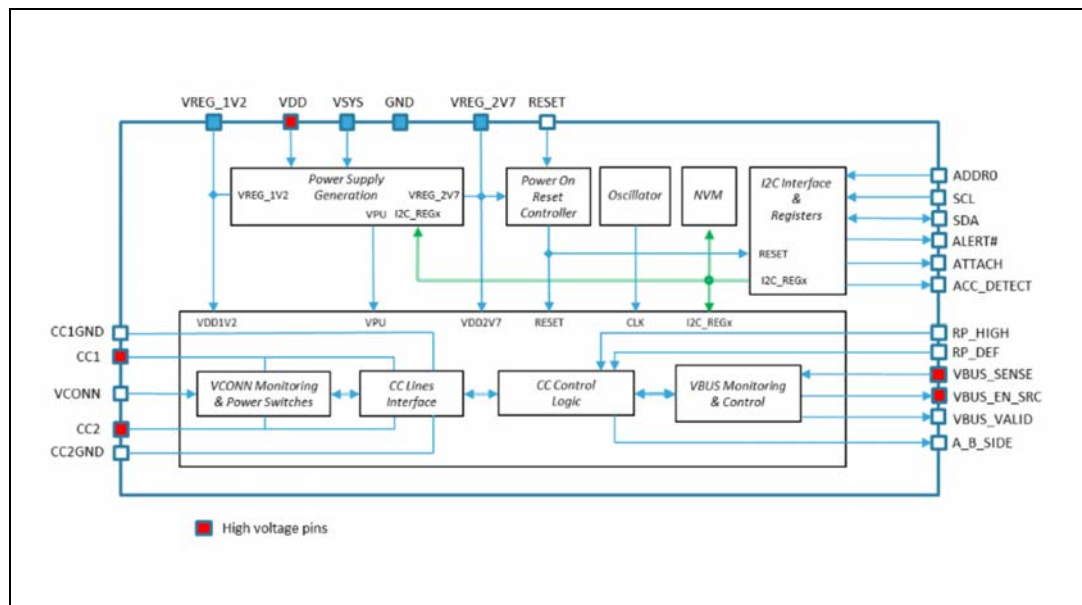 VREG_1V2
VDD
VSYS
GND
VREG_2V7
RESET
Power Supply
Generation
VREG_1V2
VREG_2V7
VPU
I2C_REGx
Power On
Reset
Controller
Oscillator
NVM
I2C Interface
&
Registers
RESET
I2C_REGx
ADDR0
SCL
SDA
ALERT#
ATTACH
ACC_DETECT
VDD1V2
VPU
VDD2V7
RESET
CLK
I2C_REGx
CC1GND
CC1
VCONN
CC2
CC2GND
VCONN Monitoring
& Power Switches
CC Lines
Interface
CC Control
Logic
VBUS Monitoring
& Control
RP_HIGH
RP_DEF
VBUS_SENSE
VBUS_EN_SRC
VBUS_VALID
A_B_SIDE
High voltage pins